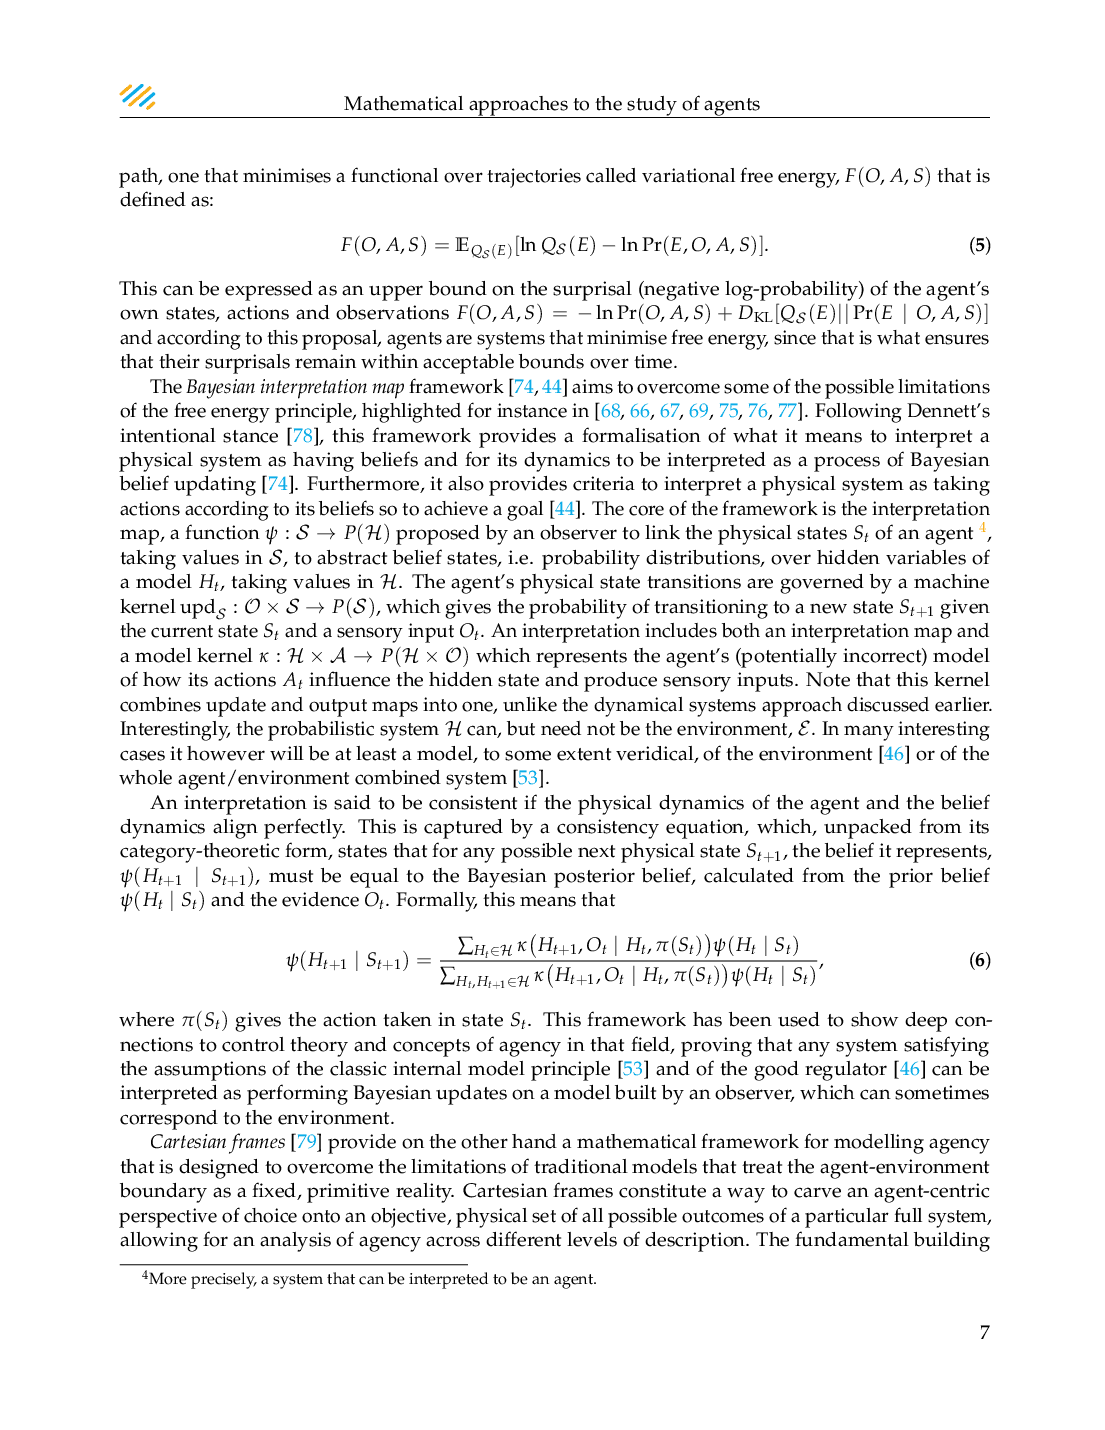 Mathematical approaches to the study of agents
path, one that minimises a functional over trajectories called variational free energy, F(O, A, S) that is
defined as:
F(O, A, S) = 𝔼_{Q_𝒮(E)}[ln Q_𝒮(E) − ln Pr(E, O, A, S)]. (5)
This can be expressed as an upper bound on the surprisal (negative log-probability) of the agent's
own states, actions and observations F(O, A, S) = − ln Pr(O, A, S) + D_{KL}[Q_𝒮(E)|| Pr(E | O, A, S)]
and according to this proposal, agents are systems that minimise free energy, since that is what ensures
that their surprisals remain within acceptable bounds over time.
The Bayesian interpretation map framework [74, 44] aims to overcome some of the possible limitations
of the free energy principle, highlighted for instance in [68, 66, 67, 69, 75, 76, 77]. Following Dennett's
intentional stance [78], this framework provides a formalisation of what it means to interpret a
physical system as having beliefs and for its dynamics to be interpreted as a process of Bayesian
belief updating [74]. Furthermore, it also provides criteria to interpret a physical system as taking
actions according to its beliefs so to achieve a goal [44]. The core of the framework is the interpretation
map, a function ψ : 𝒮 → P(ℋ) proposed by an observer to link the physical states S_t of an agent ⁴,
taking values in 𝒮, to abstract belief states, i.e. probability distributions, over hidden variables of
a model H_t, taking values in ℋ. The agent's physical state transitions are governed by a machine
kernel upd_𝒮 : 𝒪 × 𝒮 → P(𝒮), which gives the probability of transitioning to a new state S_{t+1} given
the current state S_t and a sensory input O_t. An interpretation includes both an interpretation map and
a model kernel κ : ℋ × 𝒜 → P(ℋ × 𝒪) which represents the agent's (potentially incorrect) model
of how its actions A_t influence the hidden state and produce sensory inputs. Note that this kernel
combines update and output maps into one, unlike the dynamical systems approach discussed earlier.
Interestingly, the probabilistic system ℋ can, but need not be the environment, ℰ. In many interesting
cases it however will be at least a model, to some extent veridical, of the environment [46] or of the
whole agent/environment combined system [53].
An interpretation is said to be consistent if the physical dynamics of the agent and the belief
dynamics align perfectly. This is captured by a consistency equation, which, unpacked from its
category-theoretic form, states that for any possible next physical state S_{t+1}, the belief it represents,
ψ(H_{t+1} | S_{t+1}), must be equal to the Bayesian posterior belief, calculated from the prior belief
ψ(H_t | S_t) and the evidence O_t. Formally, this means that
ψ(H_{t+1} | S_{t+1}) = \frac{∑_{H_t∈ℋ} κ(H_{t+1}, O_t | H_t, π(S_t))ψ(H_t | S_t)}{∑_{H_t,H_{t+1}∈ℋ} κ(H_{t+1}, O_t | H_t, π(S_t))ψ(H_t | S_t)}, (6)
where π(S_t) gives the action taken in state S_t. This framework has been used to show deep con-
nections to control theory and concepts of agency in that field, proving that any system satisfying
the assumptions of the classic internal model principle [53] and of the good regulator [46] can be
interpreted as performing Bayesian updates on a model built by an observer, which can sometimes
correspond to the environment.
Cartesian frames [79] provide on the other hand a mathematical framework for modelling agency
that is designed to overcome the limitations of traditional models that treat the agent-environment
boundary as a fixed, primitive reality. Cartesian frames constitute a way to carve an agent-centric
perspective of choice onto an objective, physical set of all possible outcomes of a particular full system,
allowing for an analysis of agency across different levels of description. The fundamental building
⁴More precisely, a system that can be interpreted to be an agent.
7